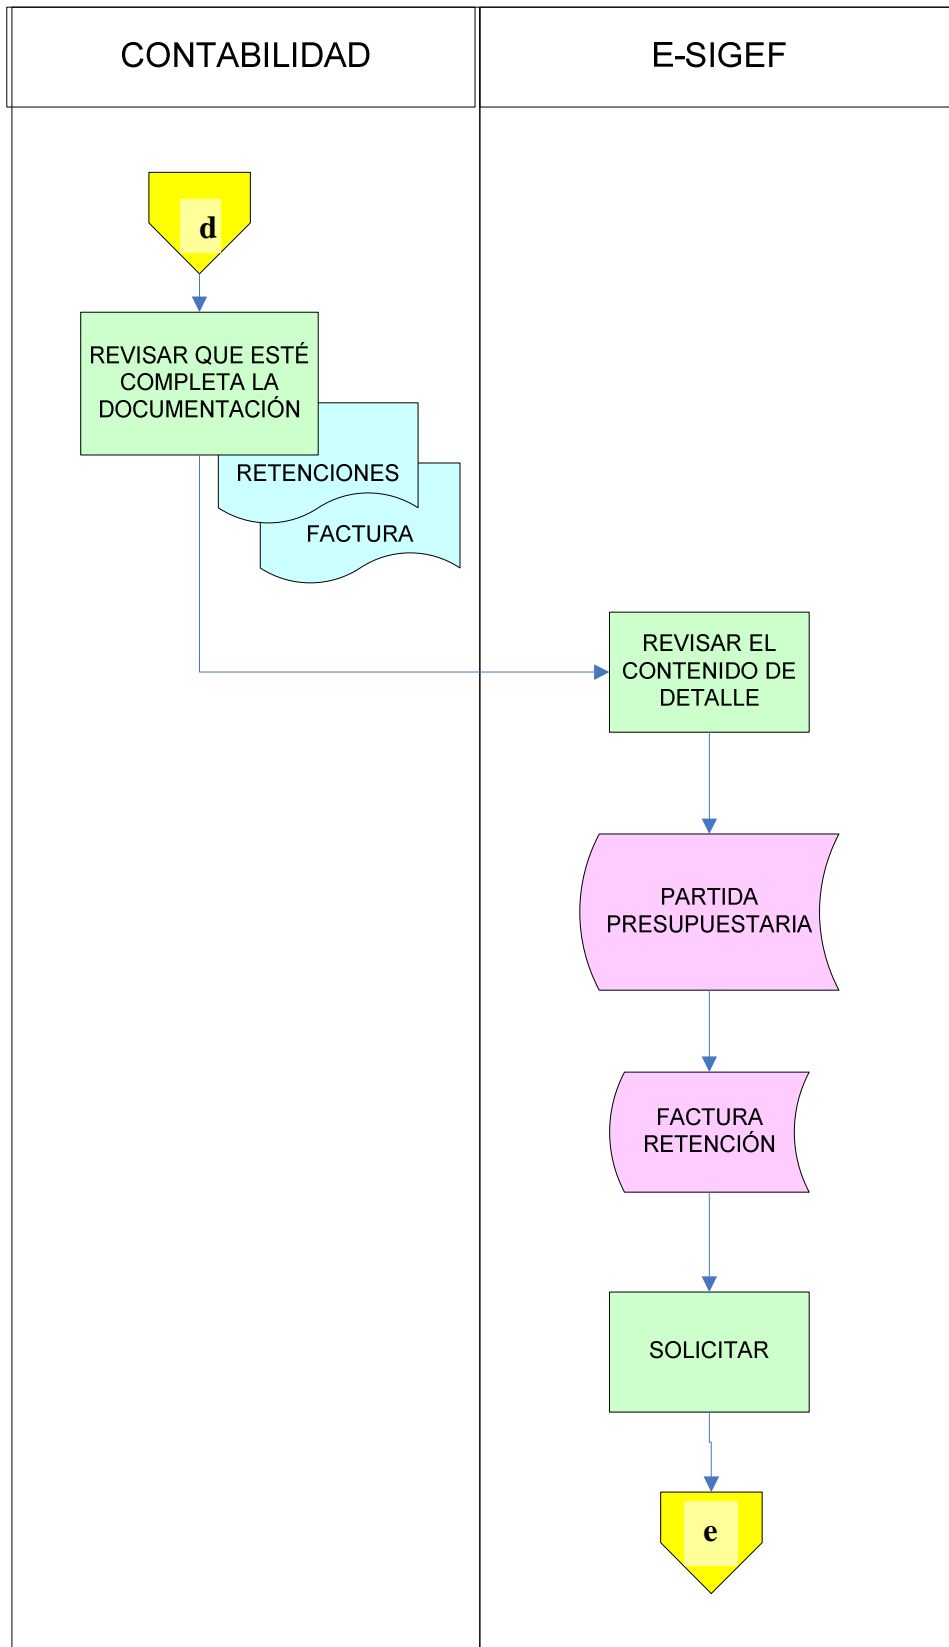 CONTABILIDAD
E-SIGEF
d
REVISAR QUE ESTÉ
COMPLETA LA
DOCUMENTACIÓN
RETENCIONES
FACTURA
REVISAR EL
CONTENIDO DE
DETALLE
PARTIDA
PRESUPUESTARIA
FACTURA
RETENCIÓN
SOLICITAR
e